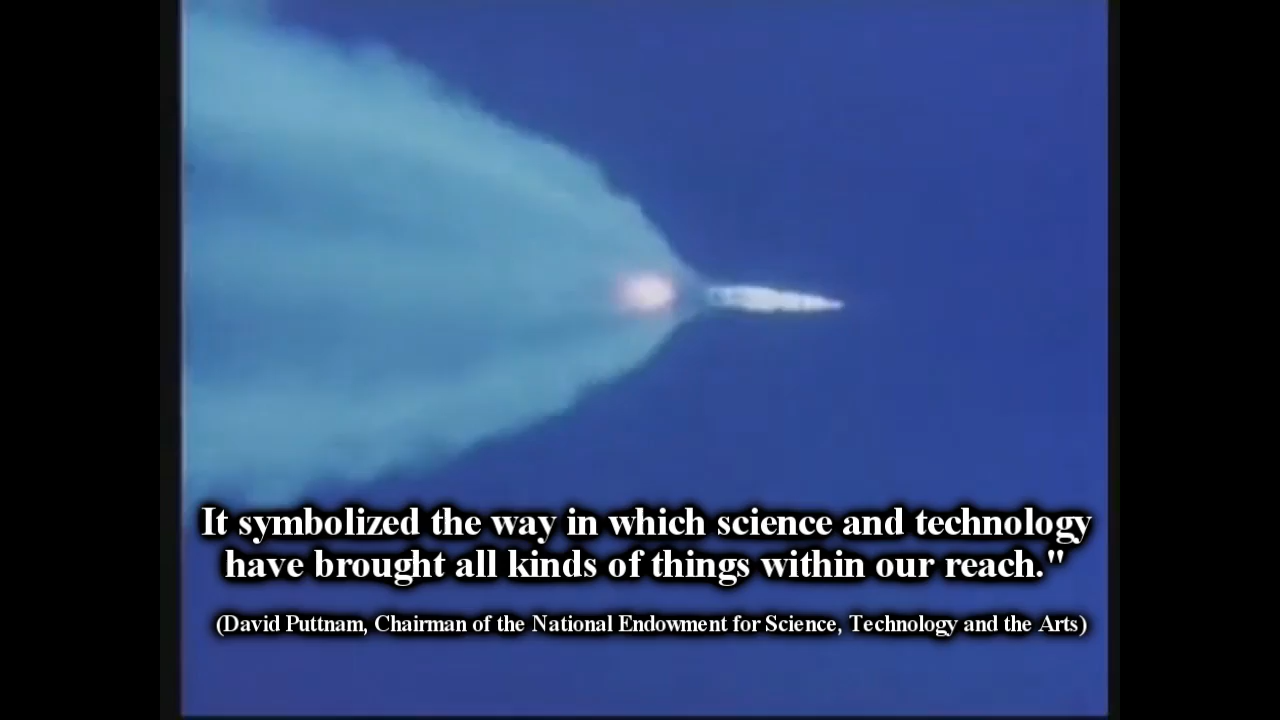 It symbolized the way in which science and technology
have brought all kinds of things within our reach."
(David Puttnam, Chairman of the National Endowment for Science, Technology and the Arts)